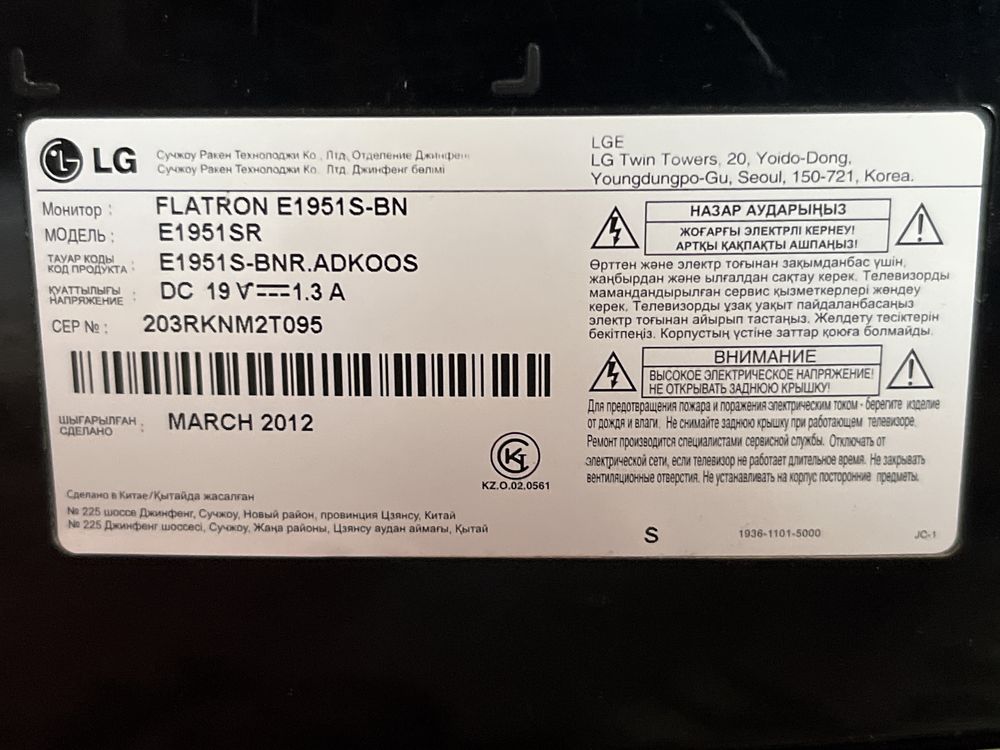 LG
Сучжоу Ракен Технолоджи Ко., Лтд. Отделение Джинфенг
Сучжоу Ракен Технолоджи Ко. Лтд. Джинфенг бөлімі
LGE
LG Twin Towers, 20, Yoido-Dong,
Youngdungpo-Gu, Seoul, 150-721, Korea.
Монитор : FLATRON E1951S-BN
МОДЕЛЬ : E1951SR
ТАУАР КОДЫ
КОД ПРОДУКТА : E1951S-BNR.ADKOOS
ҚУАТТЫЛЫҒЫ
НАПРЯЖЕНИЕ : DC 19 V 1.3 A
СЕР № : 203RKNM2T095
ШЫҒАРЫЛҒАН
СДЕЛАНО : MARCH 2012
KZ.O.02.0561
Сделано в Китае/Қытайда жасалған
№ 225 шоссе Джинфенг, Сучжоу, Новый район, провинция Цзянсу, Китай
№ 225 Джинфенг шоссесі, Сучжоу, Жаңа районы, Цзянсу аудан аймағы, Қытай
НАЗАР АУДАРЫҢЫЗ
ЖОҒАРҒЫ ЭЛЕКТРЛІ КЕРНЕУ!
АРТҚЫ ҚАҚПАҚТЫ АШПАҢЫЗ!
Өрттен және электр тоғынан зақымданбас үшін,
жаңбырдан және ылғалдан сақтау керек. Телевизорды
мамандандырылған сервис қызметкерлері жөндеу
керек. Телевизорды ұзақ уақыт пайдаланбасаңыз
электр тоғынан айырып тастаңыз. Желдету тесіктерін
бекітпеңіз. Корпустың үстіне заттар қоюға болмайды.
ВНИМАНИЕ
ВЫСОКОЕ ЭЛЕКТРИЧЕСКОЕ НАПРЯЖЕНИЕ!
НЕ ОТКРЫВАТЬ ЗАДНЮЮ КРЫШКУ!
Для предотвращения пожара и поражения электрическим током - берегите изделие
от дождя и влаги. Не снимайте заднюю крышку при работающем телевизоре.
Ремонт производится специалистами сервисной службы. Отключать от
электрической сети, если телевизор не работает длительное время. Не закрывать
вентиляционные отверстия. Не устанавливать на корпус посторонние предметы.
S
1936-1101-5000
JC-1